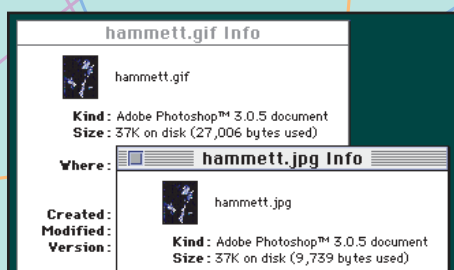 hammett.gif Info
hammett.gif
Kind: Adobe Photoshop™ 3.0.5 document
Size: 37K on disk (27,006 bytes used)
Where:
Created:
Modified:
Version:
hammett.jpg Info
hammett.jpg
Kind: Adobe Photoshop™ 3.0.5 document
Size: 37K on disk (9,739 bytes used)